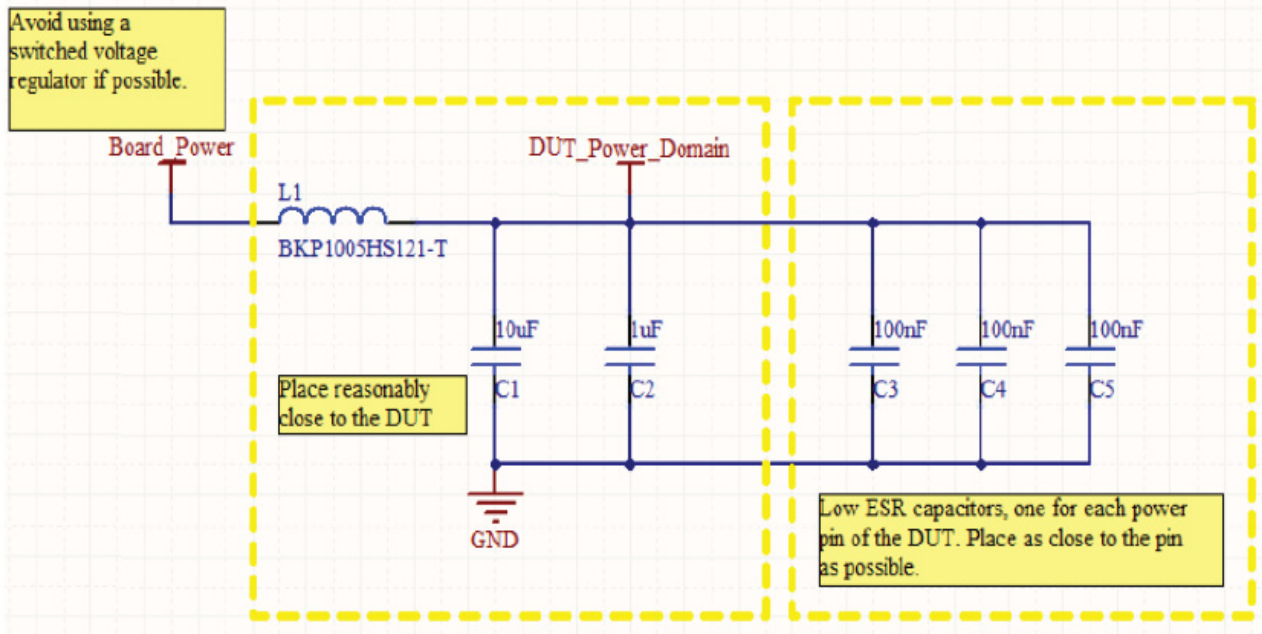 Avoid using a
switched voltage
regulator if possible.
Board_Power
DUT_Power_Domain
L1
BKP1005HS121-T
10uF
1uF
100nF
100nF
100nF
C1
C2
C3
C4
C5
Place reasonably
close to the DUT
GND
Low ESR capacitors, one for each power
pin of the DUT. Place as close to the pin
as possible.